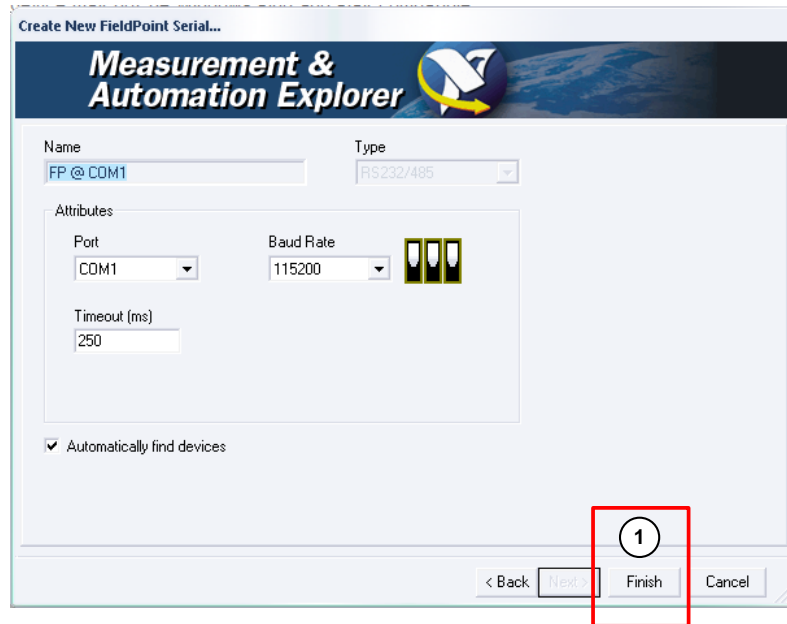 Create New FieldPoint Serial...
Measurement &
Automation Explorer
Name
Type
FP @ COM1
RS232/485
Attributes
Port
Baud Rate
COM1
115200
Timeout (ms)
250
Automatically find devices
1
< Back
Next >
Finish
Cancel